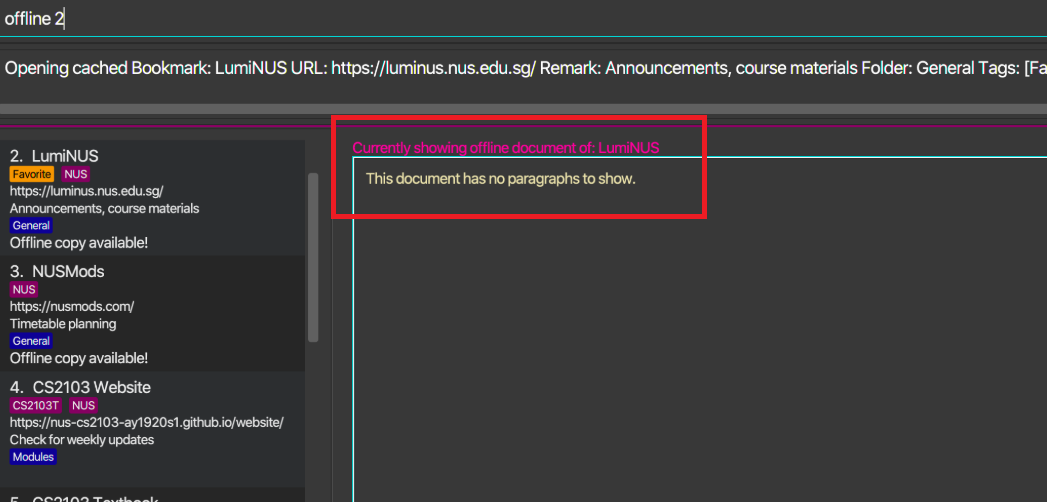 offline 2
Opening cached Bookmark: LumiNUS URL: https://luminus.nus.edu.sg/ Remark: Announcements, course materials Folder: General Tags: [Fa
Currently showing offline document of: LumiNUS
This document has no paragraphs to show.
2. LumiNUS
Favorite NUS
https://luminus.nus.edu.sg/
Announcements, course materials
General
Offline copy available!
3. NUSMods
NUS
https://nusmods.com/
Timetable planning
General
Offline copy available!
4. CS2103 Website
CS2103T NUS
https://nus-cs2103-ay1920s1.github.io/website/
Check for weekly updates
Modules
5. CS2103 Textbook